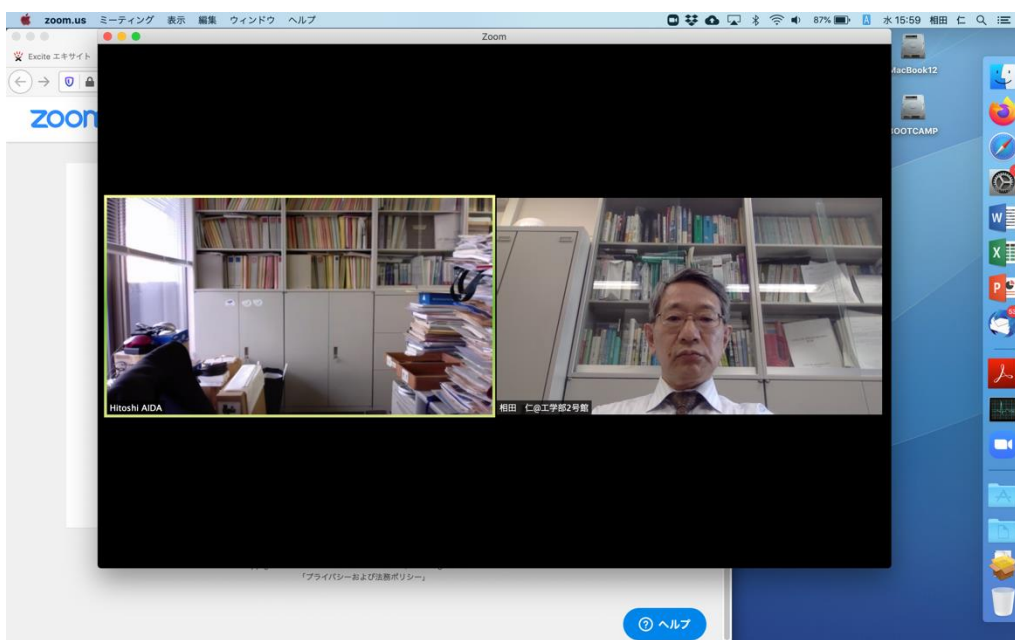 zoom.us ミーティング 表示 編集 ウィンドウ ヘルプ 87% A 水15:59 相田 仁
Zoom
Excite エキサイト
MacBook12
zoom
BOOTCAMP
W
X
P
Hitoshi AIDA
相田 仁@工学部2号館
「プライバシーおよび法務ポリシー」
? ヘルプ